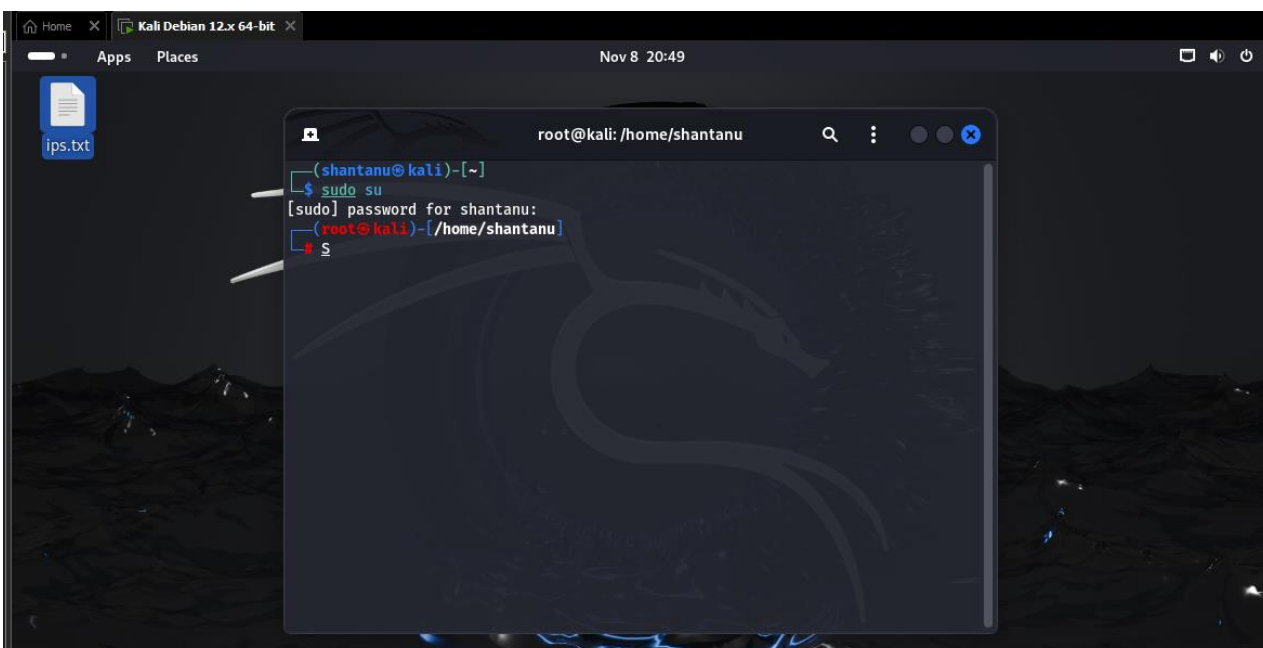 Home
Kali Debian 12.x 64-bit
Apps Places Nov 8 20:49
ips.txt
root@kali: /home/shantanu
┌──(shantanu㉿kali)-[~]
└─$ sudo su
[sudo] password for shantanu:
┌──(root㉿kali)-[/home/shantanu]
└─# S